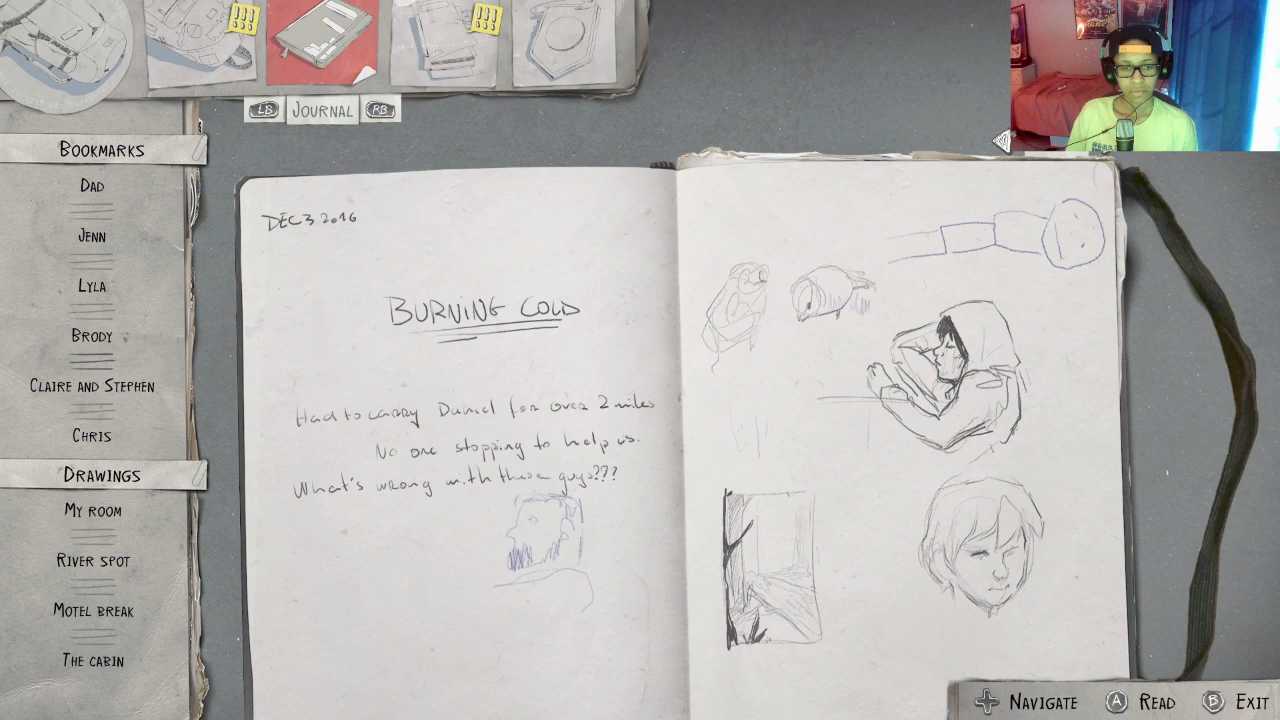 LB JOURNAL RB
BOOKMARKS
DAD
JENN
LYLA
BRODY
CLAIRE AND STEPHEN
CHRIS
DRAWINGS
MY ROOM
RIVER SPOT
MOTEL BREAK
THE CABIN
DEC 3 2016
BURNING COLD
Had to carry Daniel for over 2 miles
No one stopping to help us.
What's wrong with these guys???
NAVIGATE A READ B EXIT